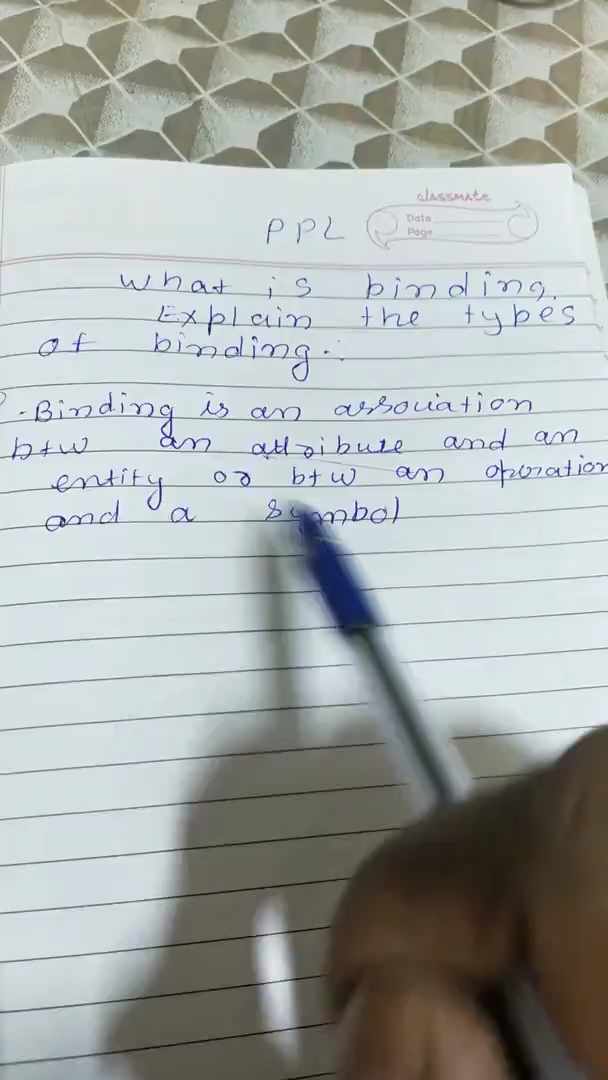 classmate
Date
Page
PPL
What is binding.
Explain the types
of binding:
- Binding is an association
btw an attribute and an
entity or btw an operation
and a symbol